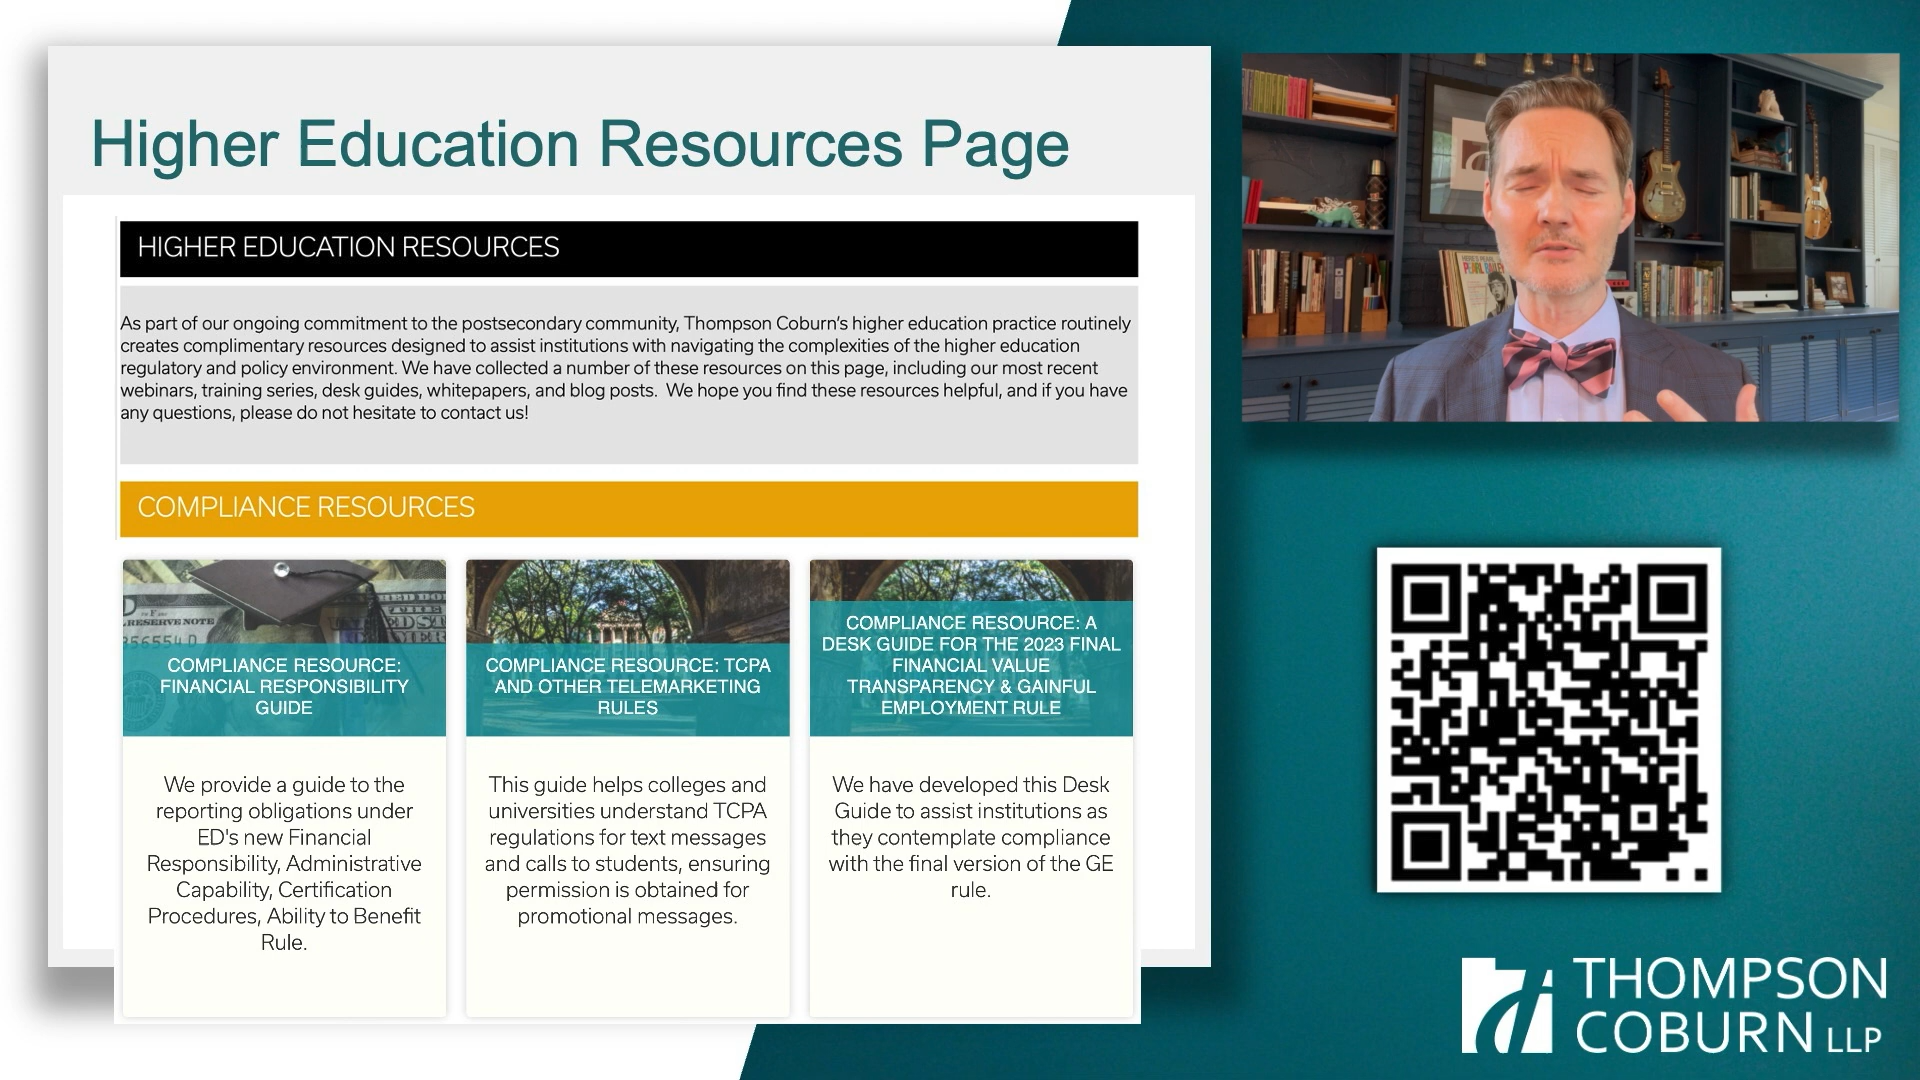 Higher Education Resources Page
HIGHER EDUCATION RESOURCES
As part of our ongoing commitment to the postsecondary community, Thompson Coburn's higher education practice routinely
creates complimentary resources designed to assist institutions with navigating the complexities of the higher education
regulatory and policy environment. We have collected a number of these resources on this page, including our most recent
webinars, training series, desk guides, whitepapers, and blog posts.  We hope you find these resources helpful, and if you have
any questions, please do not hesitate to contact us!
COMPLIANCE RESOURCES
COMPLIANCE RESOURCE:
FINANCIAL RESPONSIBILITY
GUIDE
We provide a guide to the
reporting obligations under
ED's new Financial
Responsibility, Administrative
Capability, Certification
Procedures, Ability to Benefit
Rule.
COMPLIANCE RESOURCE: TCPA
AND OTHER TELEMARKETING
RULES
This guide helps colleges and
universities understand TCPA
regulations for text messages
and calls to students, ensuring
permission is obtained for
promotional messages.
COMPLIANCE RESOURCE: A
DESK GUIDE FOR THE 2023 FINAL
FINANCIAL VALUE
TRANSPARENCY & GAINFUL
EMPLOYMENT RULE
We have developed this Desk
Guide to assist institutions as
they contemplate compliance
with the final version of the GE
rule.
THOMPSON
COBURN LLP